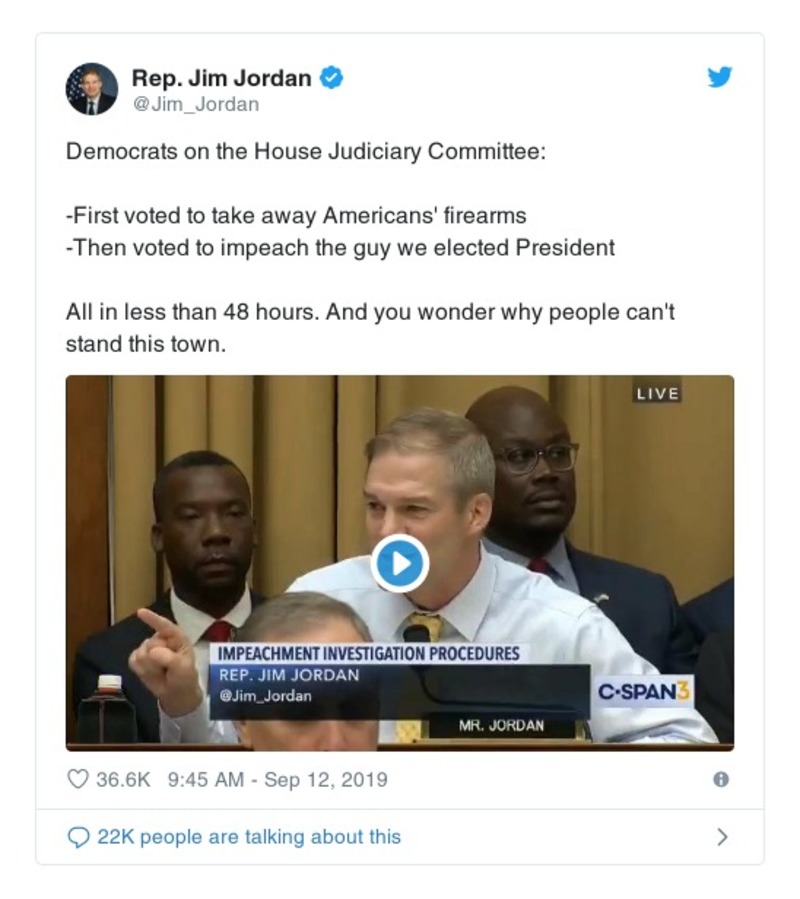 Rep. Jim Jordan
@Jim_Jordan
Democrats on the House Judiciary Committee:
-First voted to take away Americans' firearms
-Then voted to impeach the guy we elected President
All in less than 48 hours. And you wonder why people can't
stand this town.
LIVE
IMPEACHMENT INVESTIGATION PROCEDURES
REP. JIM JORDAN
@Jim_Jordan
C-SPAN3
MR. JORDAN
36.6K 9:45 AM - Sep 12, 2019
22K people are talking about this